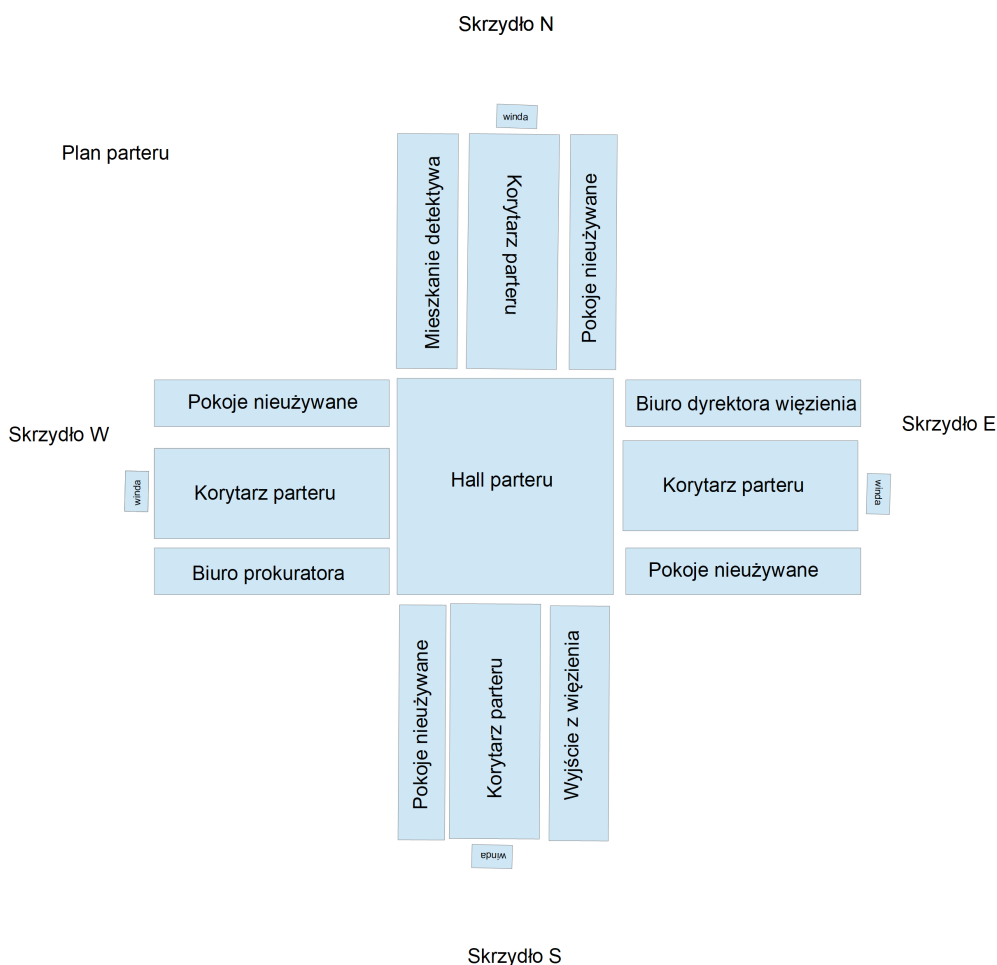 Skrzydło N
winda
Plan parteru
Mieszkanie detektywa
Korytarz parteru
Pokoje nieużywane
Pokoje nieużywane
Biuro dyrektora więzienia
Skrzydło W
Skrzydło E
winda
Korytarz parteru
Hall parteru
Korytarz parteru
winda
Biuro prokuratora
Pokoje nieużywane
Pokoje nieużywane
Korytarz parteru
Wyjście z więzienia
winda
Skrzydło S